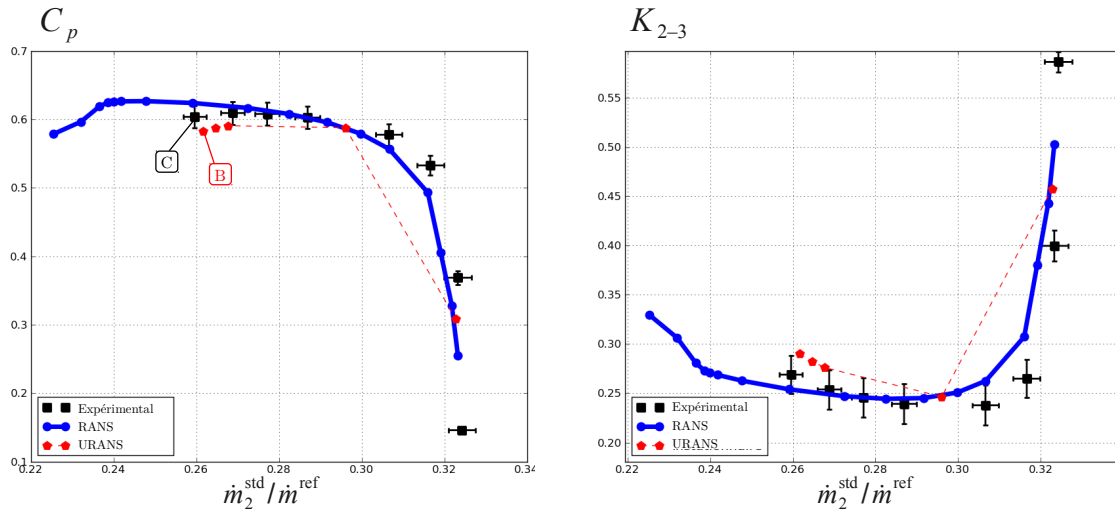 C_p
0.7
0.6
0.5
0.4
0.3
0.2
0.1
0.22 0.24 0.26 0.28 0.30 0.32 0.34
C
B
Expérimental
RANS
URANS
ṁ₂ˢᵗᵈ/ṁʳᵉᶠ
K₂₋₃
0.55
0.50
0.45
0.40
0.35
0.30
0.25
0.20
0.22 0.24 0.26 0.28 0.30 0.32
Expérimental
RANS
URANS
ṁ₂ˢᵗᵈ/ṁʳᵉᶠ